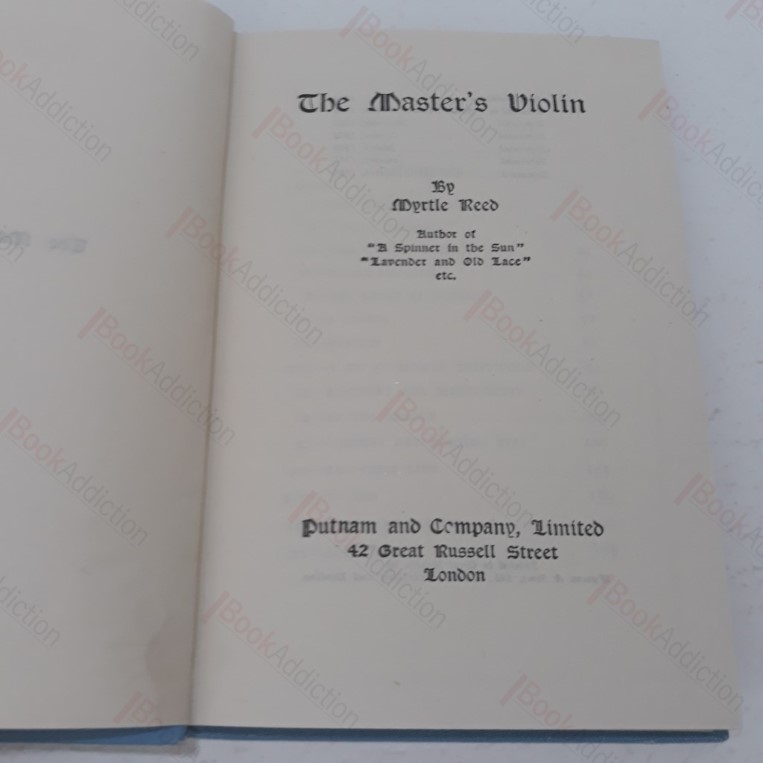 The Master's Violin
By
Myrtle Reed
Author of
"A Spinner in the Sun"
"Lavender and Old Lace"
etc.
Putnam and Company, Limited
42 Great Russell Street
London
BookAddiction